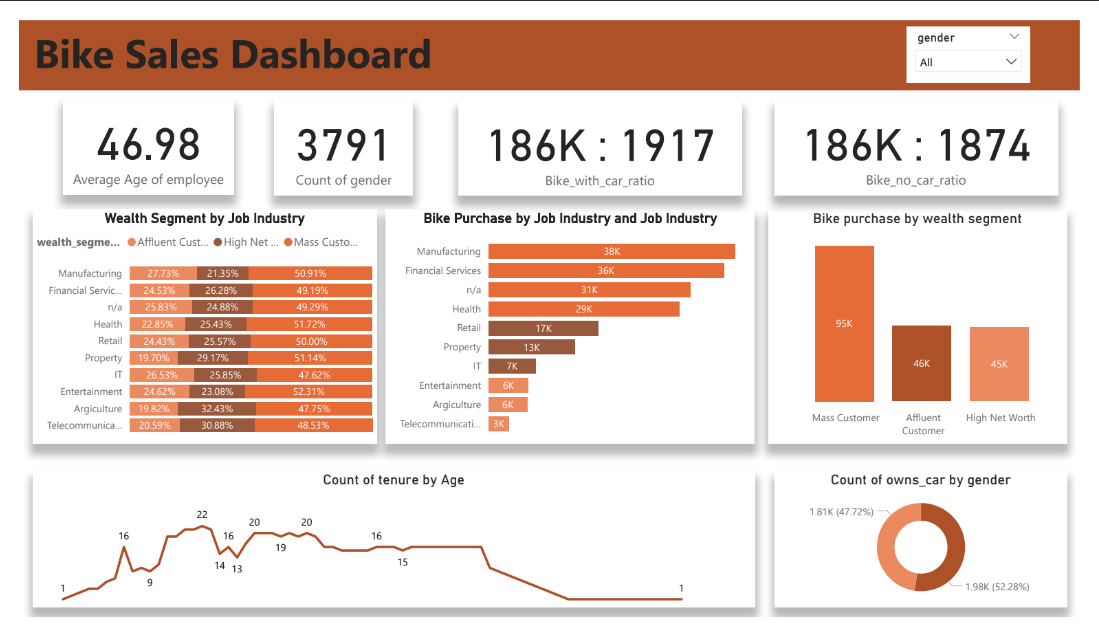 Bike Sales Dashboard
gender
All
46.98
Average Age of employee
3791
Count of gender
186K : 1917
Bike_with_car_ratio
186K : 1874
Bike_no_car_ratio
Wealth Segment by Job Industry
wealth_segme... Affluent Cust... High Net ... Mass Custo...
Manufacturing 27.73% 21.35% 50.91%
Financial Servic... 24.53% 26.28% 49.19%
n/a 25.83% 24.88% 49.29%
Health 22.85% 25.43% 51.72%
Retail 24.43% 25.57% 50.00%
Property 19.70% 29.17% 51.14%
IT 26.53% 25.85% 47.62%
Entertainment 24.62% 23.08% 52.31%
Argiculture 19.82% 32.43% 47.75%
Telecommunica... 20.59% 30.88% 48.53%
Bike Purchase by Job Industry and Job Industry
Manufacturing 38K
Financial Services 36K
n/a 31K
Health 29K
Retail 17K
Property 13K
IT 7K
Entertainment 6K
Argiculture 6K
Telecommunicati... 3K
Bike purchase by wealth segment
95K
46K
45K
Mass Customer
Affluent
Customer
High Net Worth
Count of tenure by Age
1
16
9
22
14
16
13
20
19
20
16
15
1
Count of owns_car by gender
1.81K (47.72%)
1.98K (52.28%)